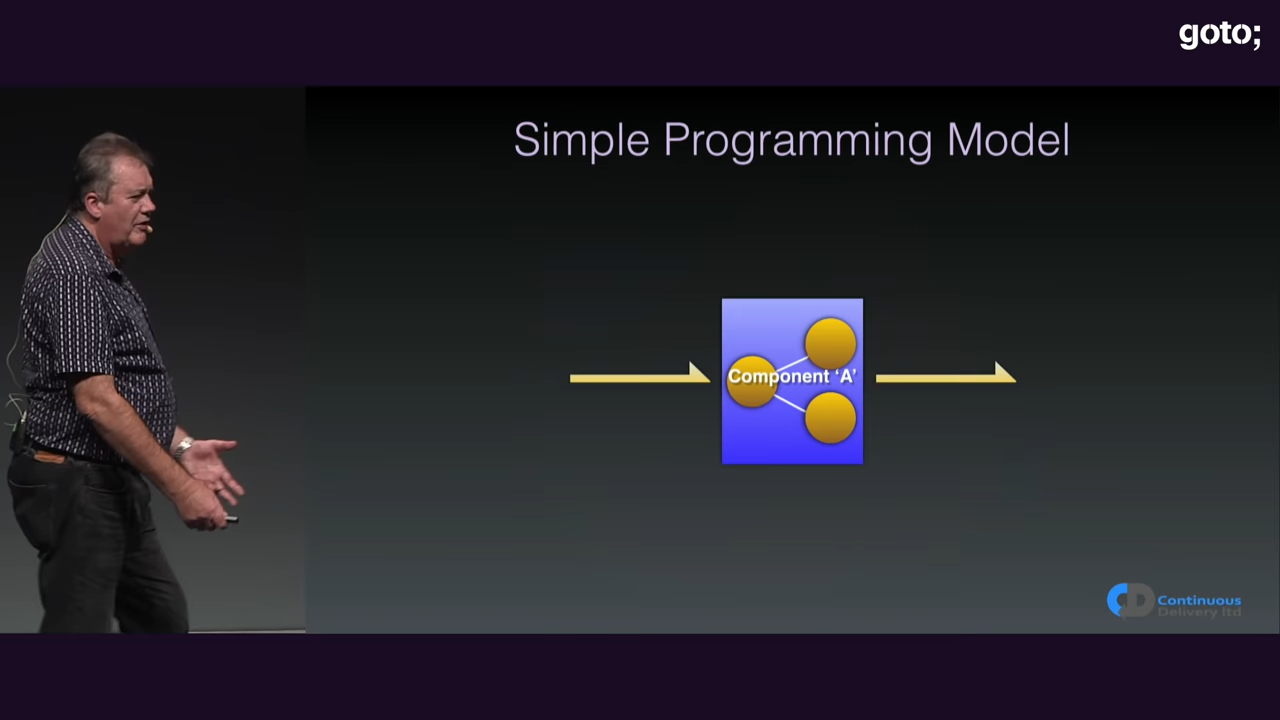 goto;
Simple Programming Model
Component ‘A’
Continuous
Delivery ltd